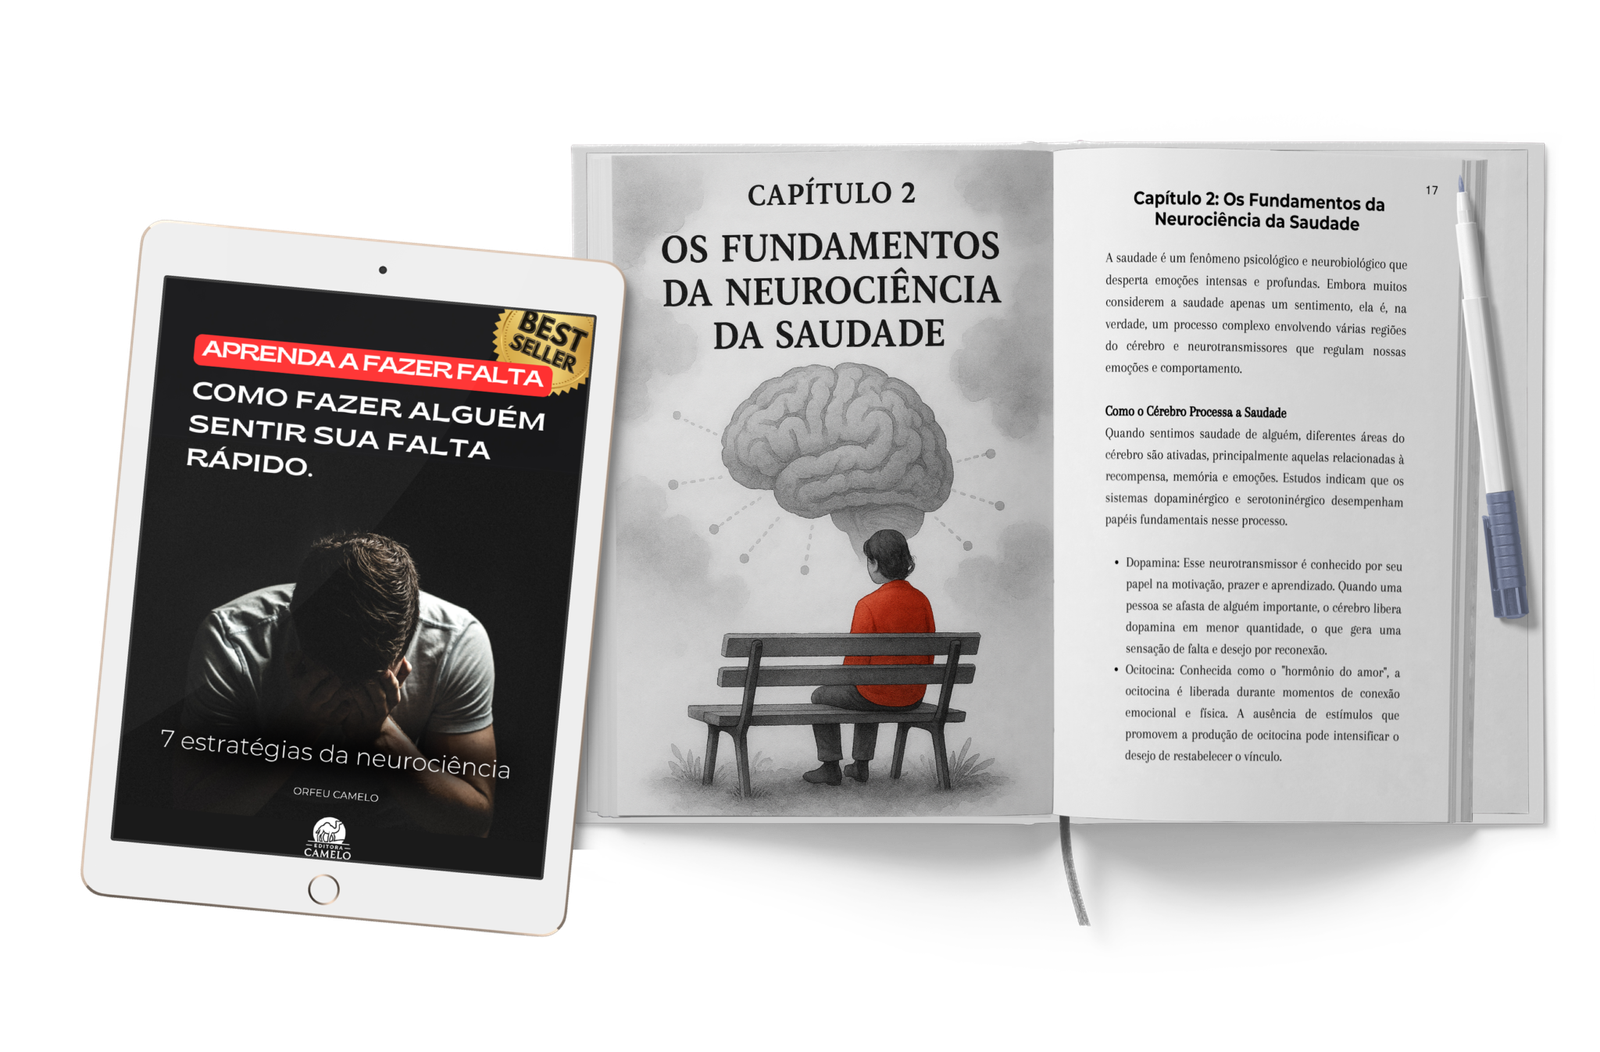 BEST
SELLER
APRENDA A FAZER FALTA
COMO FAZER ALGUÉM
SENTIR SUA FALTA
RÁPIDO.
7 estratégias da neurociência
ORFEU CAMELO
EDITORA
CAMELO
CAPÍTULO 2
OS FUNDAMENTOS
DA NEUROCIÊNCIA
DA SAUDADE
17
Capítulo 2: Os Fundamentos da
Neurociência da Saudade
A saudade é um fenômeno psicológico e neurobiológico que
desperta emoções intensas e profundas. Embora muitos
considerem a saudade apenas um sentimento, ela é, na
verdade, um processo complexo envolvendo várias regiões
do cérebro e neurotransmissores que regulam nossas
emoções e comportamento.
Como o Cérebro Processa a Saudade
Quando sentimos saudade de alguém, diferentes áreas do
cérebro são ativadas, principalmente aquelas relacionadas à
recompensa, memória e emoções. Estudos indicam que os
sistemas dopaminérgico e serotoninérgico desempenham
papéis fundamentais nesse processo.
• Dopamina: Esse neurotransmissor é conhecido por seu
papel na motivação, prazer e aprendizado. Quando uma
pessoa se afasta de alguém importante, o cérebro libera
dopamina em menor quantidade, o que gera uma
sensação de falta e desejo por reconexão.
• Ocitocina: Conhecida como o "hormônio do amor", a
ocitocina é liberada durante momentos de conexão
emocional e física. A ausência de estímulos que
promovem a produção de ocitocina pode intensificar o
desejo de restabelecer o vínculo.